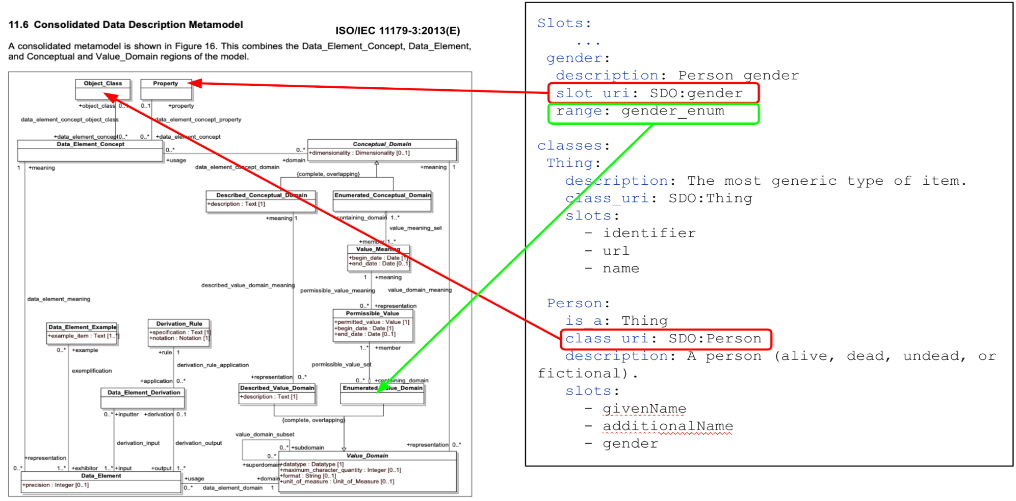 11.6 Consolidated Data Description Metamodel
ISO/IEC 11179-3:2013(E)
A consolidated metamodel is shown in Figure 16. This combines the Data_Element_Concept, Data_Element,
and Conceptual and Value_Domain regions of the model.
Object_Class
Property
+object_class 0..*
0..1 +property
data_element_concept_object_class
data_element_concept_property
+data_element_concept 0..*
0..* +data_element_concept
Data_Element_Concept
0..*
+usage
data_element_concept_domain
+domain
Conceptual_Domain
+dimensionality : Dimensionality [0..1]
1 +meaning
+meaning 1
{complete, overlapping}
Described_Conceptual_Domain
+description : Text [1]
Enumerated_Conceptual_Domain
+meaning 1
+containing_domain 1..*
value_meaning_set
+member 1..*
Value_Meaning
+begin_date : Date [1]
+end_date : Date [0..1]
1 +meaning
described_value_domain_meaning
permissible_value_meaning
value_domain_meaning
data_element_meaning
0..* +representation
Permissible_Value
+permitted_value : Value [1]
+begin_date : Date [1]
+end_date : Date [0..1]
Data_Element_Example
+example_item : Text [1..*]
Derivation_Rule
+specification : Text [1]
+notation : Notation [1]
0..* +example
+rule 1
1..* +member
exemplification
derivation_rule_application
permissible_value_set
+application 0..*
+representation 0..*
0..* +containing_domain
Data_Element_Derivation
Described_Value_Domain
+description : Text [1]
Enumerated_Value_Domain
0..* +inputter +derivation 0..1
{complete, overlapping}
derivation_input
derivation_output
value_domain_subset
0..* +subdomain
+representation 0..*
+representation
0..*
1..* +exhibitor 1..* +input
+output 1..*
+superdomain
Value_Domain
+datatype : Datatype [1]
+maximum_character_quantity : Integer [0..1]
+format : String [0..1]
+unit_of_measure : Unit_of_Measure [0..1]
Data_Element
+precision : Integer [0..1]
+usage
0..* data_element_domain 1
+domain
Slots:
...
gender:
description: Person gender
slot uri: SDO:gender
range: gender_enum
classes:
Thing:
description: The most generic type of item.
class_uri: SDO:Thing
slots:
- identifier
- url
- name
Person:
is a: Thing
class uri: SDO:Person
description: A person (alive, dead, undead, or
fictional).
slots:
- givenName
- additionalName
- gender